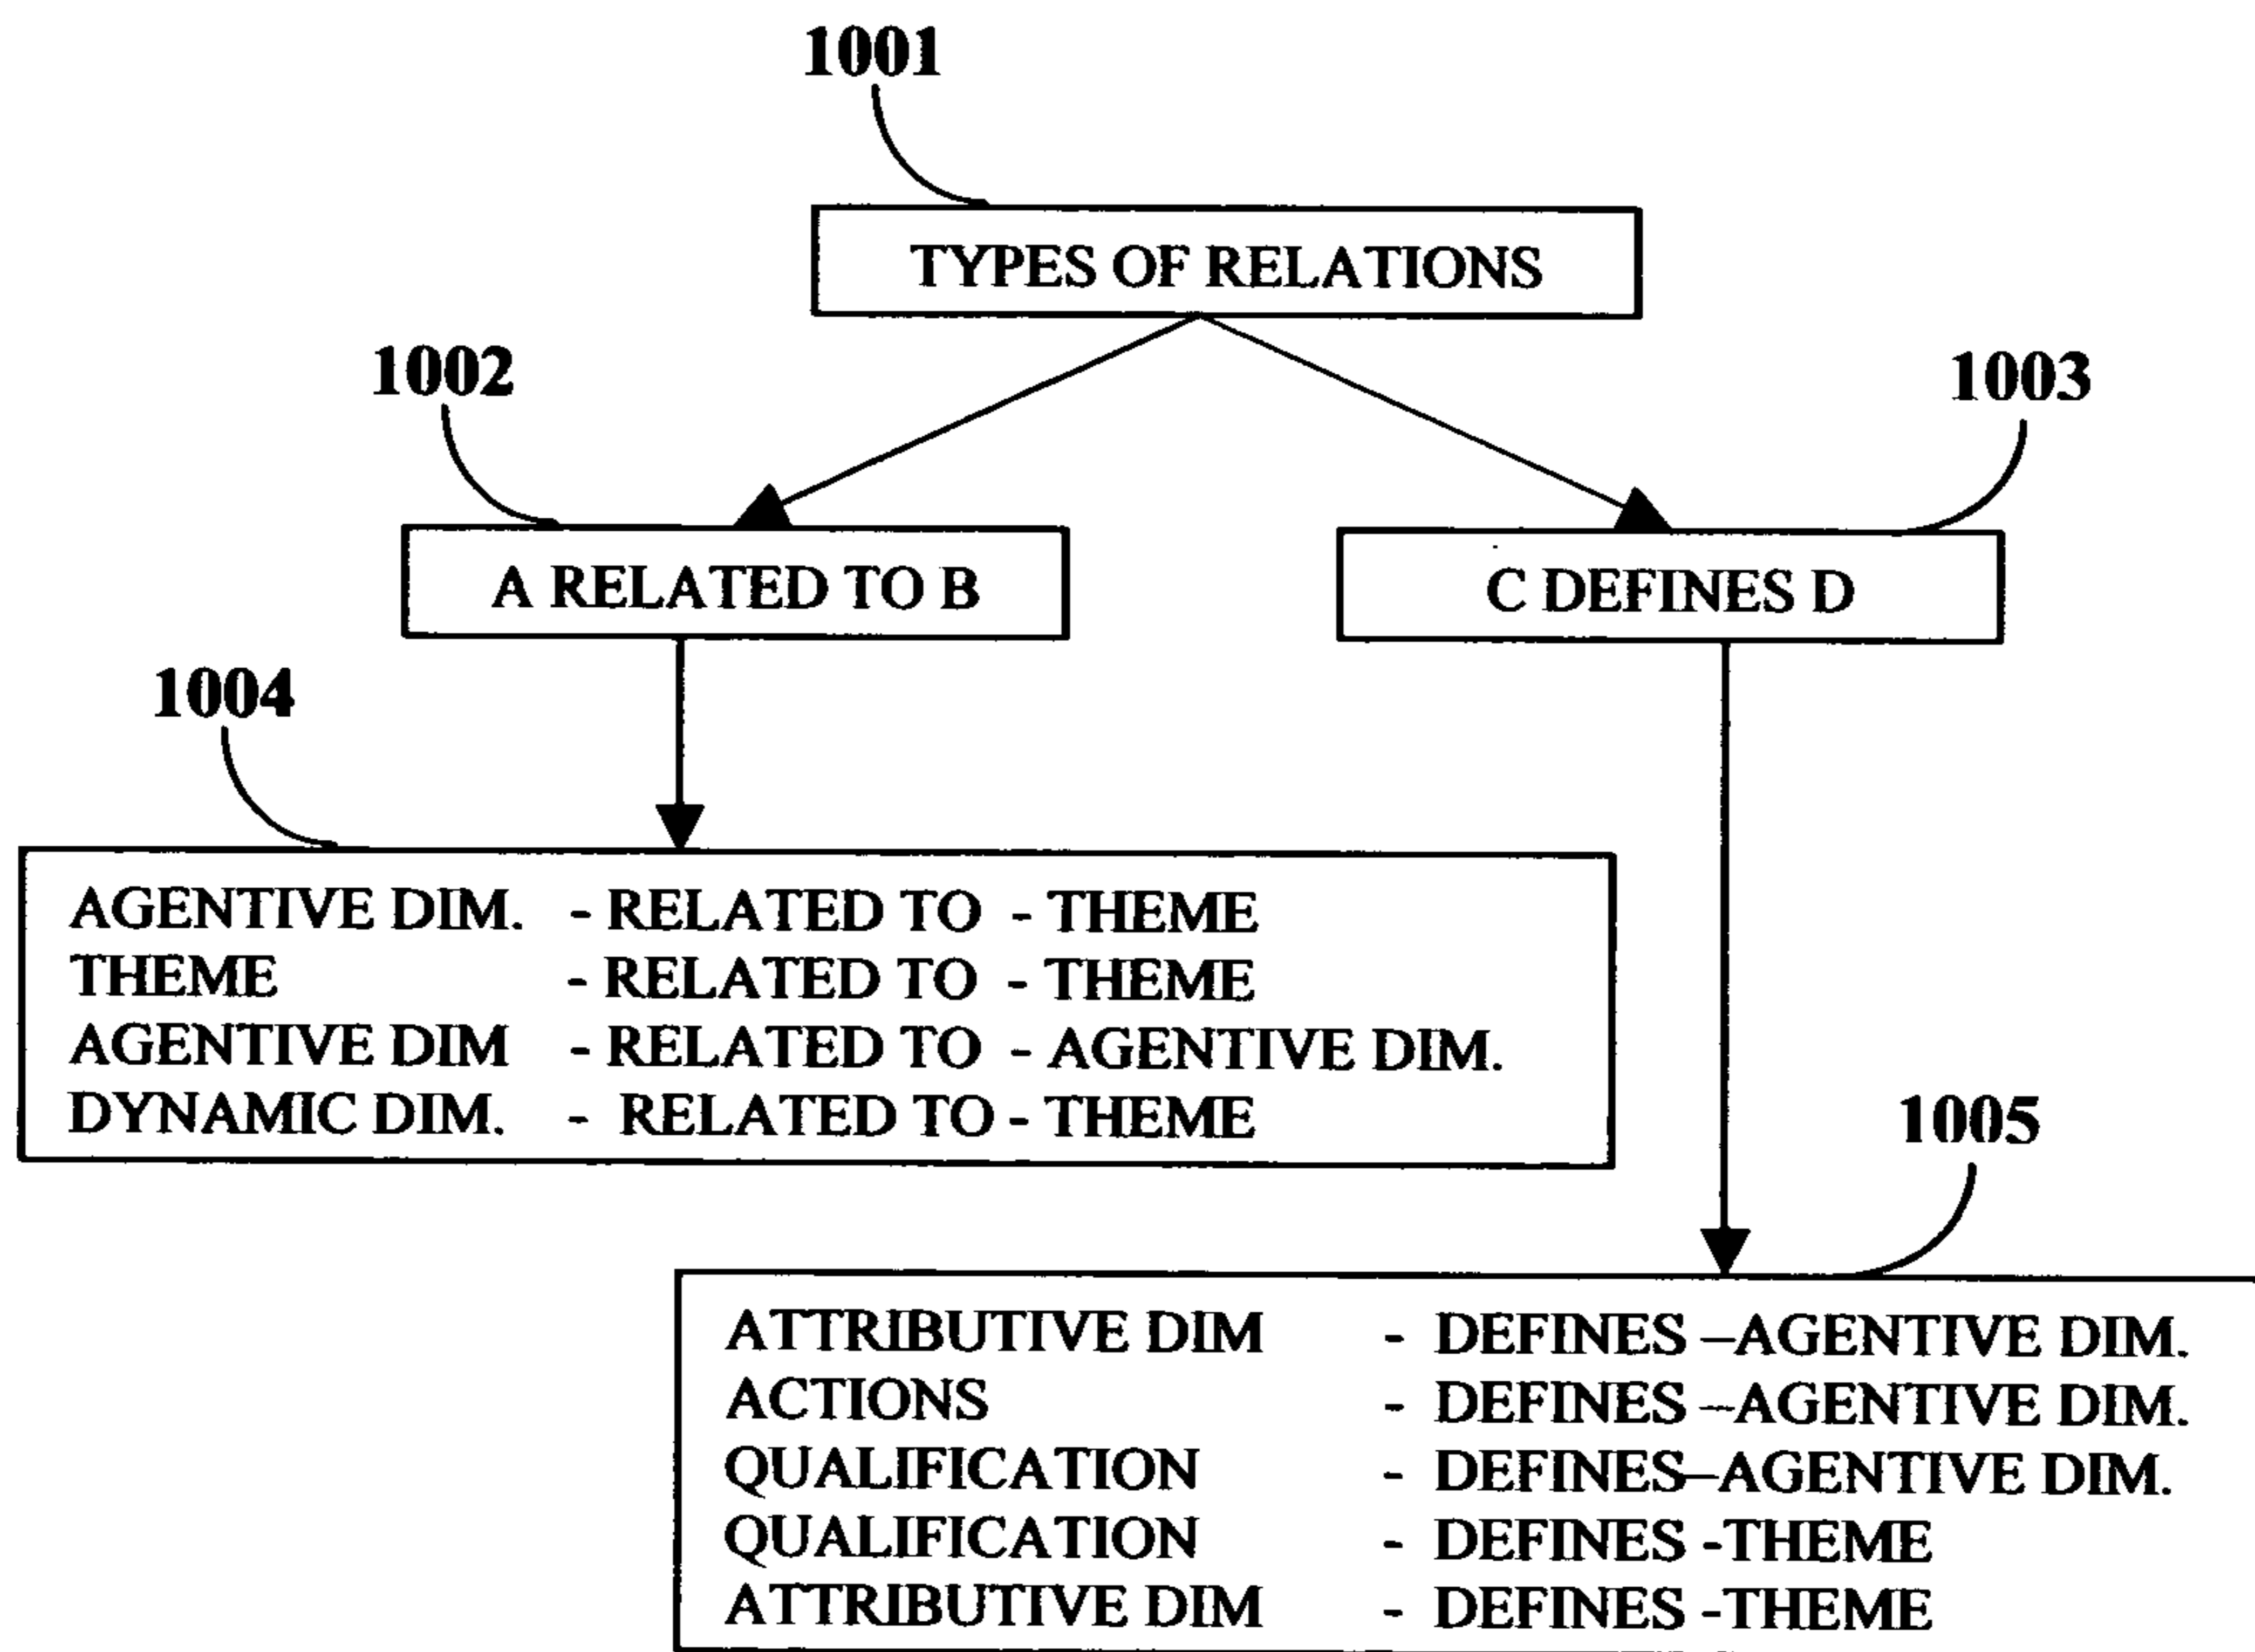 1001
TYPES OF RELATIONS
1002
1003
A RELATED TO B
C DEFINES D
1004
AGENTIVE DIM. - RELATED TO - THEME
THEME - RELATED TO - THEME
AGENTIVE DIM - RELATED TO - AGENTIVE DIM.
DYNAMIC DIM. - RELATED TO - THEME
1005
ATTRIBUTIVE DIM - DEFINES –AGENTIVE DIM.
ACTIONS - DEFINES –AGENTIVE DIM.
QUALIFICATION - DEFINES–AGENTIVE DIM.
QUALIFICATION - DEFINES -THEME
ATTRIBUTIVE DIM - DEFINES -THEME